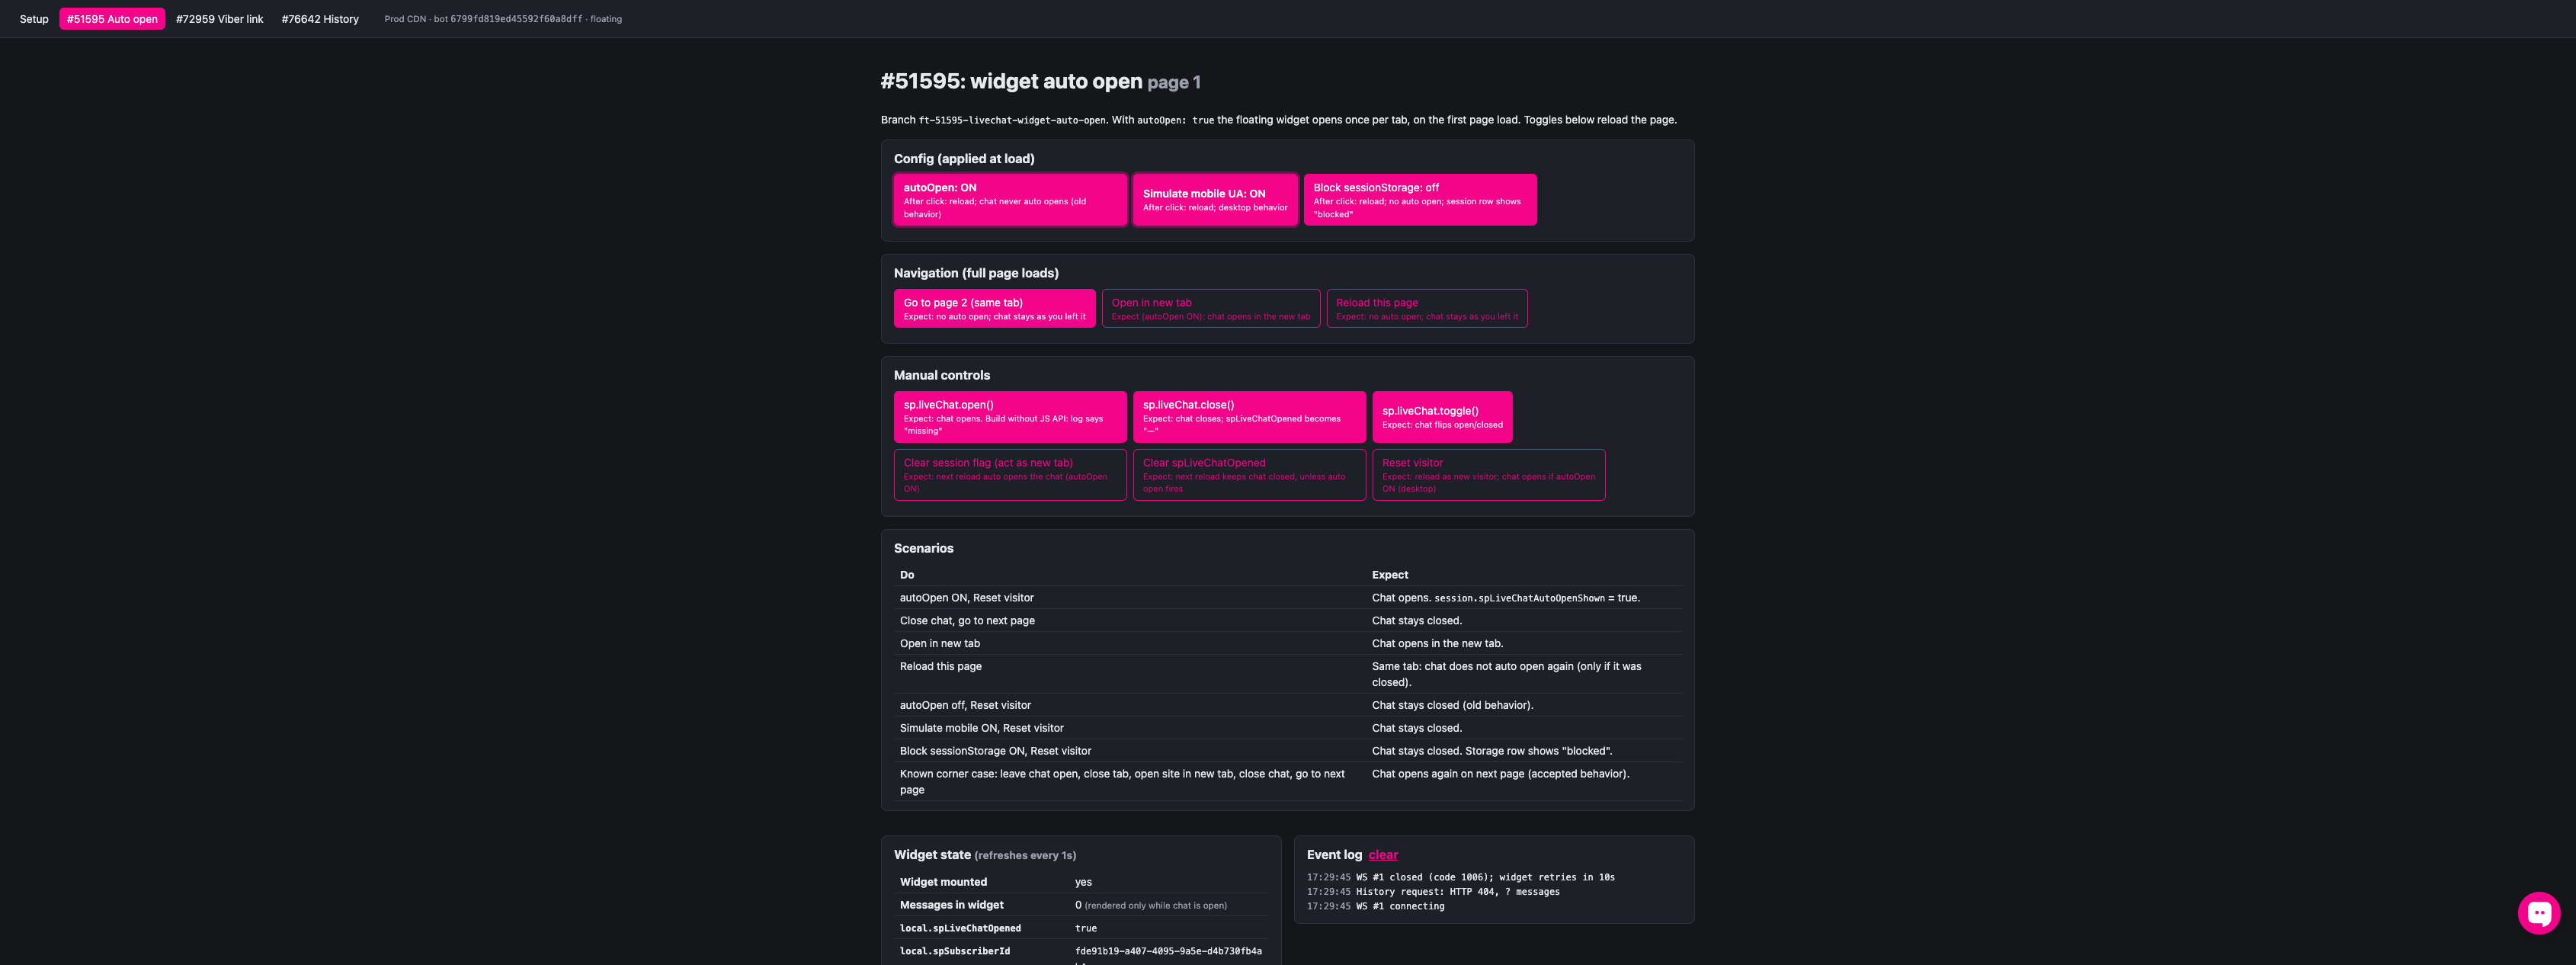 Setup
#51595 Auto open
#72959 Viber link
#76642 History
Prod CDN · bot 6799fd819ed45592f60a8dff · floating
#51595: widget auto open page 1
Branch ft-51595-livechat-widget-auto-open. With autoOpen: true the floating widget opens once per tab, on the first page load. Toggles below reload the page.
Config (applied at load)
autoOpen: ON
After click: reload; chat never auto opens (old
behavior)
Simulate mobile UA: ON
After click: reload; desktop behavior
Block sessionStorage: off
After click: reload; no auto open; session row shows
"blocked"
Navigation (full page loads)
Go to page 2 (same tab)
Expect: no auto open; chat stays as you left it
Open in new tab
Expect (autoOpen ON): chat opens in the new tab
Reload this page
Expect: no auto open; chat stays as you left it
Manual controls
sp.liveChat.open()
Expect: chat opens. Build without JS API: log says
"missing"
sp.liveChat.close()
Expect: chat closes; spLiveChatOpened becomes
"—"
sp.liveChat.toggle()
Expect: chat flips open/closed
Clear session flag (act as new tab)
Expect: next reload auto opens the chat (autoOpen
ON)
Clear spLiveChatOpened
Expect: next reload keeps chat closed, unless auto
open fires
Reset visitor
Expect: reload as new visitor; chat opens if autoOpen
ON (desktop)
Scenarios
Do Expect
autoOpen ON, Reset visitor Chat opens. session.spLiveChatAutoOpenShown = true.
Close chat, go to next page Chat stays closed.
Open in new tab Chat opens in the new tab.
Reload this page Same tab: chat does not auto open again (only if it was
closed).
autoOpen off, Reset visitor Chat stays closed (old behavior).
Simulate mobile ON, Reset visitor Chat stays closed.
Block sessionStorage ON, Reset visitor Chat stays closed. Storage row shows "blocked".
Known corner case: leave chat open, close tab, open site in new tab, close chat, go to next Chat opens again on next page (accepted behavior).
page
Widget state (refreshes every 1s)
Widget mounted yes
Messages in widget 0 (rendered only while chat is open)
local.spLiveChatOpened true
local.spSubscriberId fde91b19-a407-4095-9a5e-d4b730fb4a
Event log clear
17:29:45 WS #1 closed (code 1006); widget retries in 10s
17:29:45 History request: HTTP 404, ? messages
17:29:45 WS #1 connecting